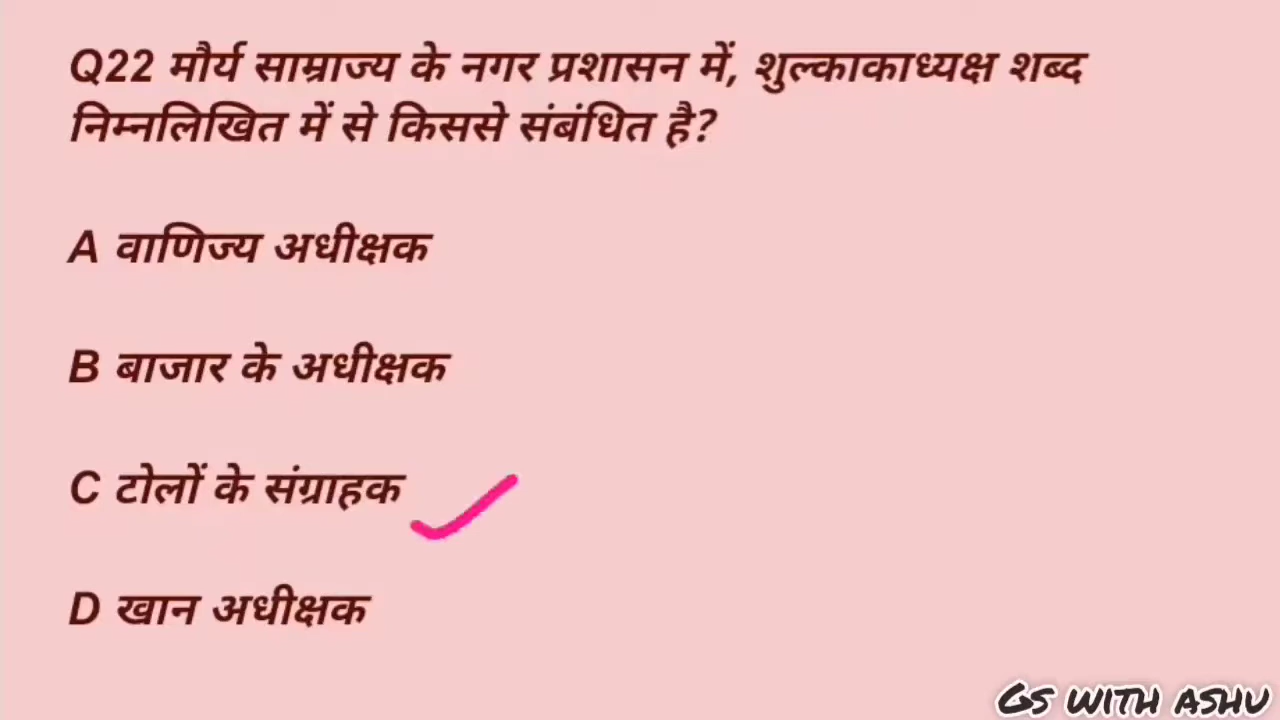 Q22 मौर्य साम्राज्य के नगर प्रशासन में, शुल्काकाध्यक्ष शब्द
निम्नलिखित में से किससे संबंधित है?
A वाणिज्य अधीक्षक
B बाजार के अधीक्षक
C टोलों के संग्राहक
D खान अधीक्षक
GS WITH ASHU